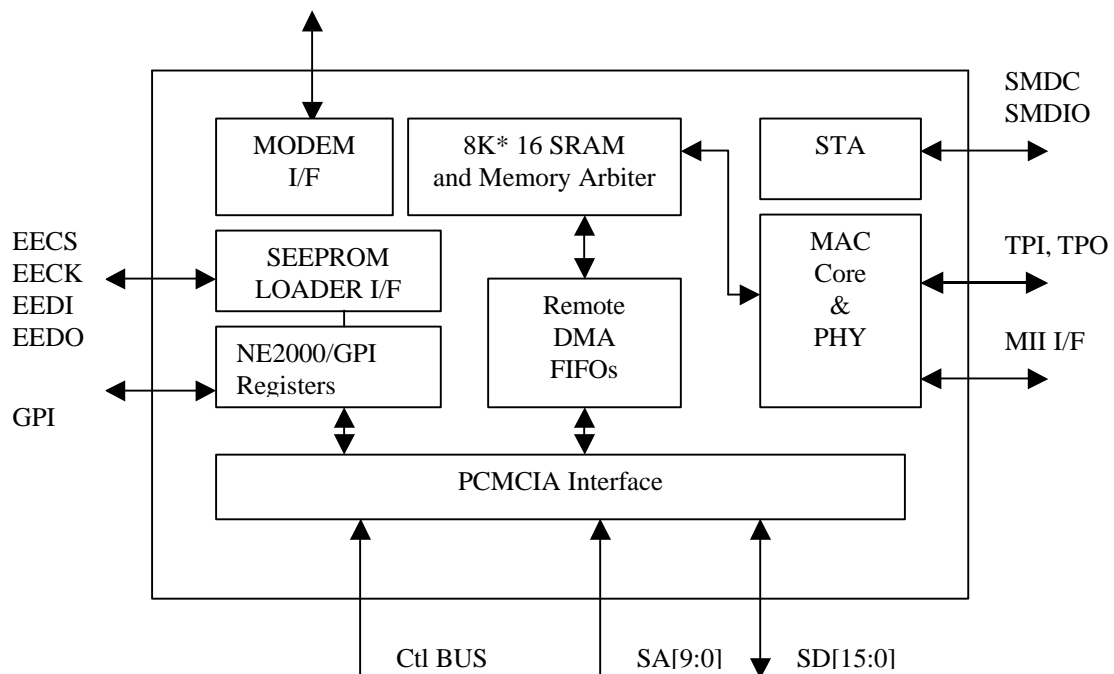 SMDC
SMDIO
MODEM
I/F
8K* 16 SRAM
and Memory Arbiter
STA
EECS
EECK
EEDI
EEDO
SEEPROM
LOADER I/F
MAC
Core
&
PHY
TPI, TPO
Remote
DMA
FIFOs
NE2000/GPI
Registers
MII I/F
GPI
PCMCIA Interface
Ctl BUS
SA[9:0]
SD[15:0]